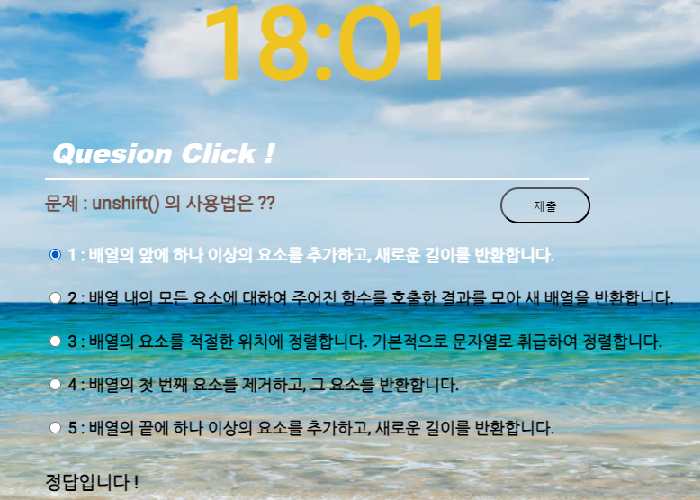 18:01
Quesion Click !
문제 : unshift() 의 사용법은 ??
제출
1 : 배열의 앞에 하나 이상의 요소를 추가하고, 새로운 길이를 반환합니다.
2 : 배열 내의 모든 요소에 대하여 주어진 함수를 호출한 결과를 모아 새 배열을 반환합니다.
3 : 배열의 요소를 적절한 위치에 정렬합니다. 기본적으로 문자열로 취급하여 정렬합니다.
4 : 배열의 첫 번째 요소를 제거하고, 그 요소를 반환합니다.
5 : 배열의 끝에 하나 이상의 요소를 추가하고, 새로운 길이를 반환합니다.
정답입니다 !